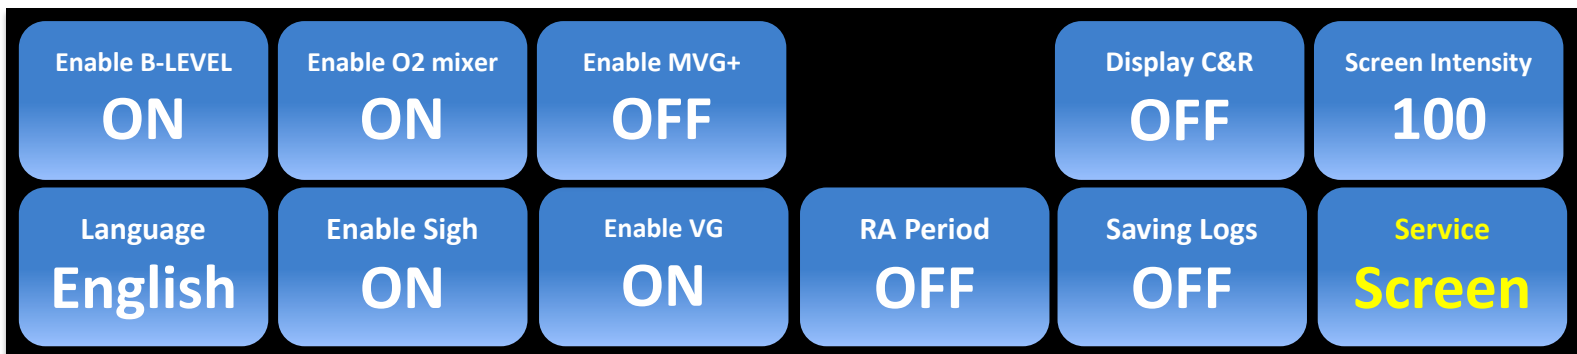 Enable B-LEVEL
ON
Enable O2 mixer
ON
Enable MVG+
OFF
Display C&R
OFF
Screen Intensity
100
Language
English
Enable Sigh
ON
Enable VG
ON
RA Period
OFF
Saving Logs
OFF
Service
Screen